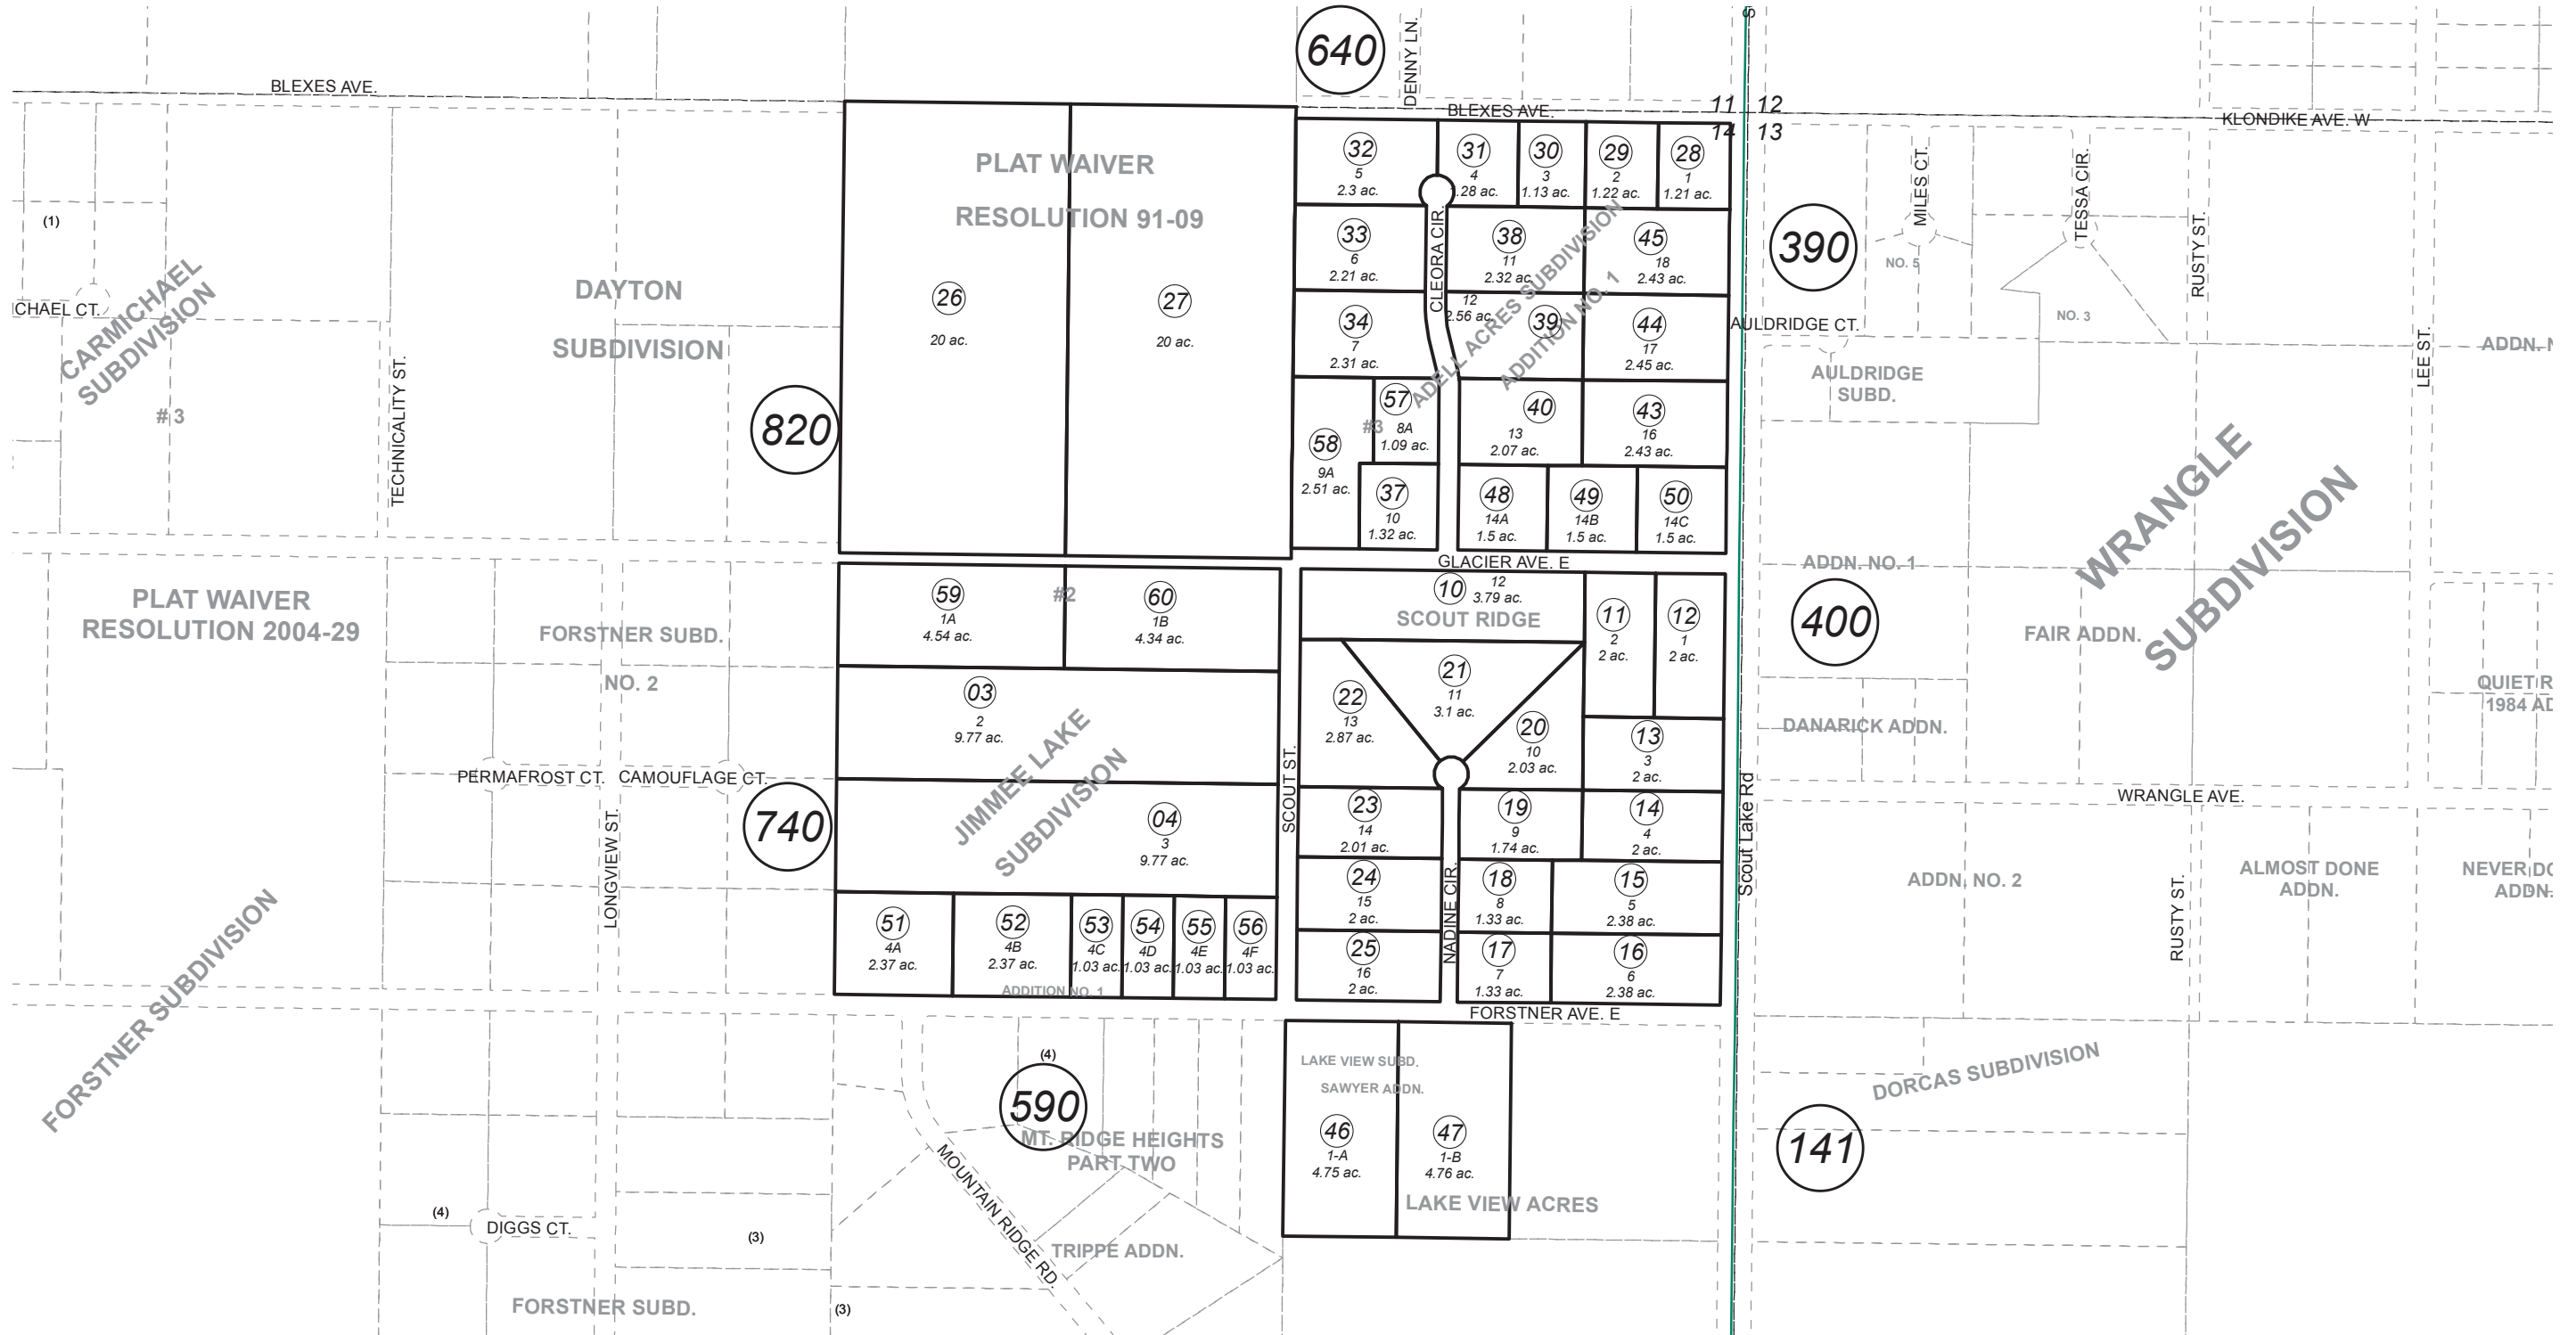 640
DENNY LN.
S
BLEXES AVE.
BLEXES AVE.
11 12
14 13
KLONDIKE AVE. W
PLAT WAIVER
RESOLUTION 91-09
26
20 ac.
27
20 ac.
32
5
2.3 ac.
31
4
.28 ac.
30
3
1.13 ac.
29
2
1.22 ac.
28
1
1.21 ac.
33
6
2.21 ac.
38
11
2.32 ac.
45
18
2.43 ac.
34
7
2.31 ac.
12
2.56 ac.
39
44
17
2.45 ac.
CLEORA CIR.
ADELL ACRES SUBDIVISION
ADDITION NO. 1
57
8A
1.09 ac.
#3
58
9A
2.51 ac.
37
10
1.32 ac.
40
13
2.07 ac.
43
16
2.43 ac.
48
14A
1.5 ac.
49
14B
1.5 ac.
50
14C
1.5 ac.
390
MILES CT.
TESSA CIR.
RUSTY ST.
NO. 5
NO. 3
AULDRIDGE CT.
AULDRIDGE
SUBD.
LEE ST.
ADDN. N
WRANGLE
SUBDIVISION
(1)
CHAEL CT.
CARMICHAEL
SUBDIVISION
# 3
TECHNICALITY ST.
DAYTON
SUBDIVISION
820
GLACIER AVE. E
PLAT WAIVER
RESOLUTION 2004-29
FORSTNER SUBD.
NO. 2
PERMAFROST CT.
CAMOUFLAGE CT.
LONGVIEW ST.
740
59
1A
4.54 ac.
#2
60
1B
4.34 ac.
03
2
9.77 ac.
JIMMEE LAKE
SUBDIVISION
04
3
9.77 ac.
51
4A
2.37 ac.
52
4B
2.37 ac.
53
4C
1.03 ac.
54
4D
1.03 ac.
55
4E
1.03 ac.
56
4F
1.03 ac.
ADDITION NO. 1
SCOUT ST.
10
12
3.79 ac.
SCOUT RIDGE
11
2
2 ac.
12
1
2 ac.
21
11
3.1 ac.
22
13
2.87 ac.
20
10
2.03 ac.
13
3
2 ac.
23
14
2.01 ac.
19
9
1.74 ac.
14
4
2 ac.
24
15
2 ac.
18
8
1.33 ac.
15
5
2.38 ac.
25
16
2 ac.
17
7
1.33 ac.
16
6
2.38 ac.
NADINE CIR.
Scout Lake Rd
FORSTNER AVE. E
400
ADDN. NO. 1
FAIR ADDN.
DANARICK ADDN.
QUIET R
1984 AD
WRANGLE AVE.
ADDN. NO. 2
RUSTY ST.
ALMOST DONE
ADDN.
NEVER DO
ADDN.
FORSTNER SUBDIVISION
(4)
590
MT. RIDGE HEIGHTS
PART TWO
MOUNTAIN RIDGE RD.
TRIPPE ADDN.
LAKE VIEW SUBD.
SAWYER ADDN.
46
1-A
4.75 ac.
47
1-B
4.76 ac.
LAKE VIEW ACRES
DORCAS SUBDIVISION
141
(4)
DIGGS CT.
(3)
FORSTNER SUBD.
(3)